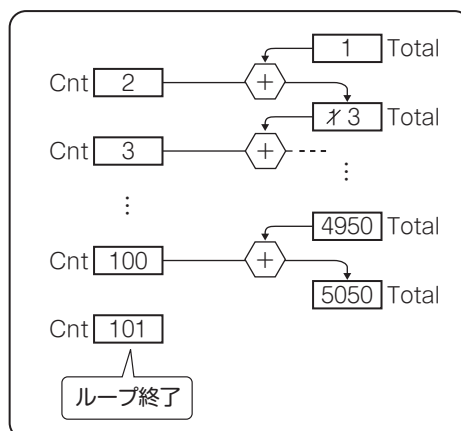 1 Total
Cnt 2 +
1 3 Total
Cnt 3 +
⋮
⋮
4950 Total
Cnt 100 +
5050 Total
Cnt 101
ループ終了